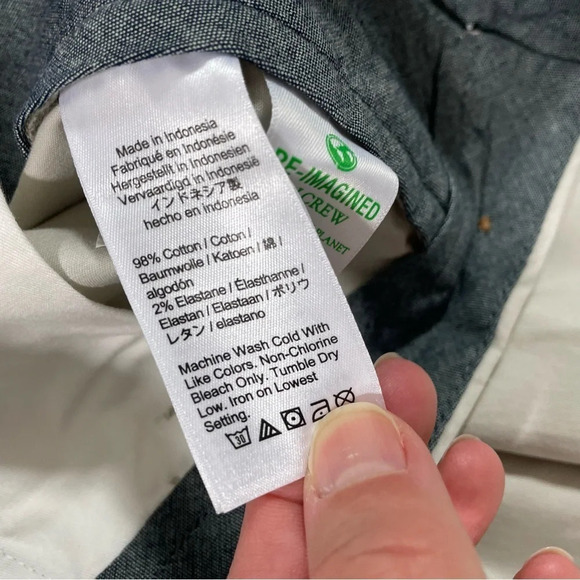 Made in Indonesia
Fabriqué en Indonésie
Hergestellt in Indonesien
Vervaardigd in Indonesië
インドネシア製
hecho en Indonesia
98% Cotton / Coton /
Baumwolle / Katoen / 綿 /
algodón
2% Elastane / Élasthanne /
Elastan / Elastaan / ポリウ
レタン / elastano
Machine Wash Cold With
Like Colors. Non-Chlorine
Bleach Only. Tumble Dry
Low. Iron on Lowest
Setting.
30
RE-IMAGINED
CREW
PLANET